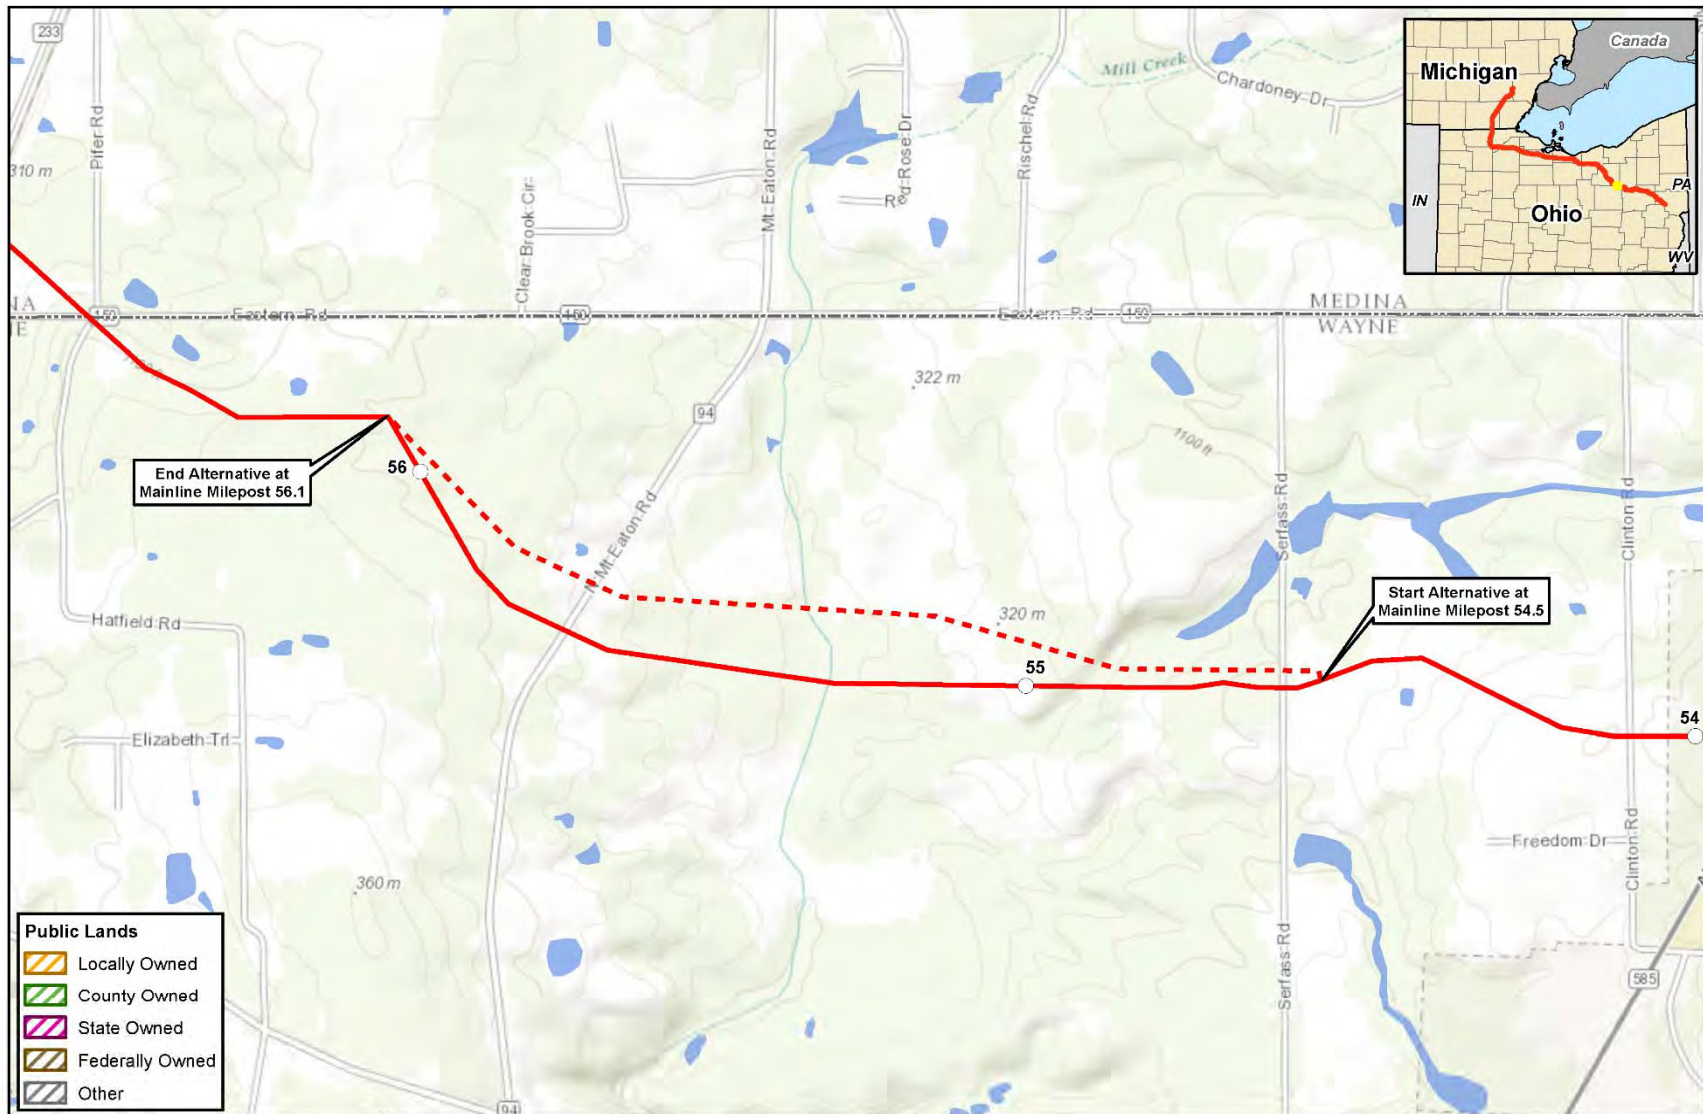 233
Pifer Rd
310 m
Clear Brook Cir
Mt Eaton Rd
Red Rose Dr
Rischel Rd
Mill Creek
Chardoney Dr
Michigan
Canada
IN
Ohio
PA
WV
Eastern Rd
150
Eastern Rd
MEDINA
WAYNE
322 m
94
1100 ft
End Alternative at
Mainline Milepost 56.1
56
N Mt Eaton Rd
Serfass Rd
Clinton Rd
Start Alternative at
Mainline Milepost 54.5
320 m
55
54
Hatfield Rd
Elizabeth Trl
Freedom Dr
Clinton Rd
360 m
Serfass Rd
585
94
Public Lands
Locally Owned
County Owned
State Owned
Federally Owned
Other